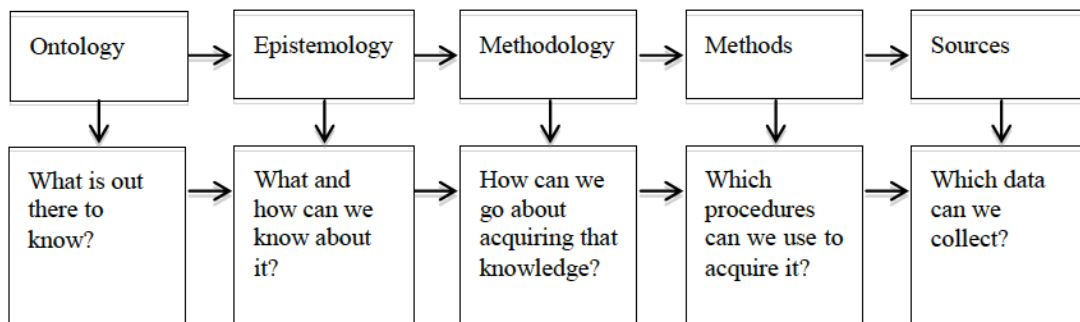 Ontology
Epistemology
Methodology
Methods
Sources
What is out
there to
know?
What and
how can we
know about
it?
How can we
go about
acquiring that
knowledge?
Which
procedures
can we use to
acquire it?
Which data
can we
collect?